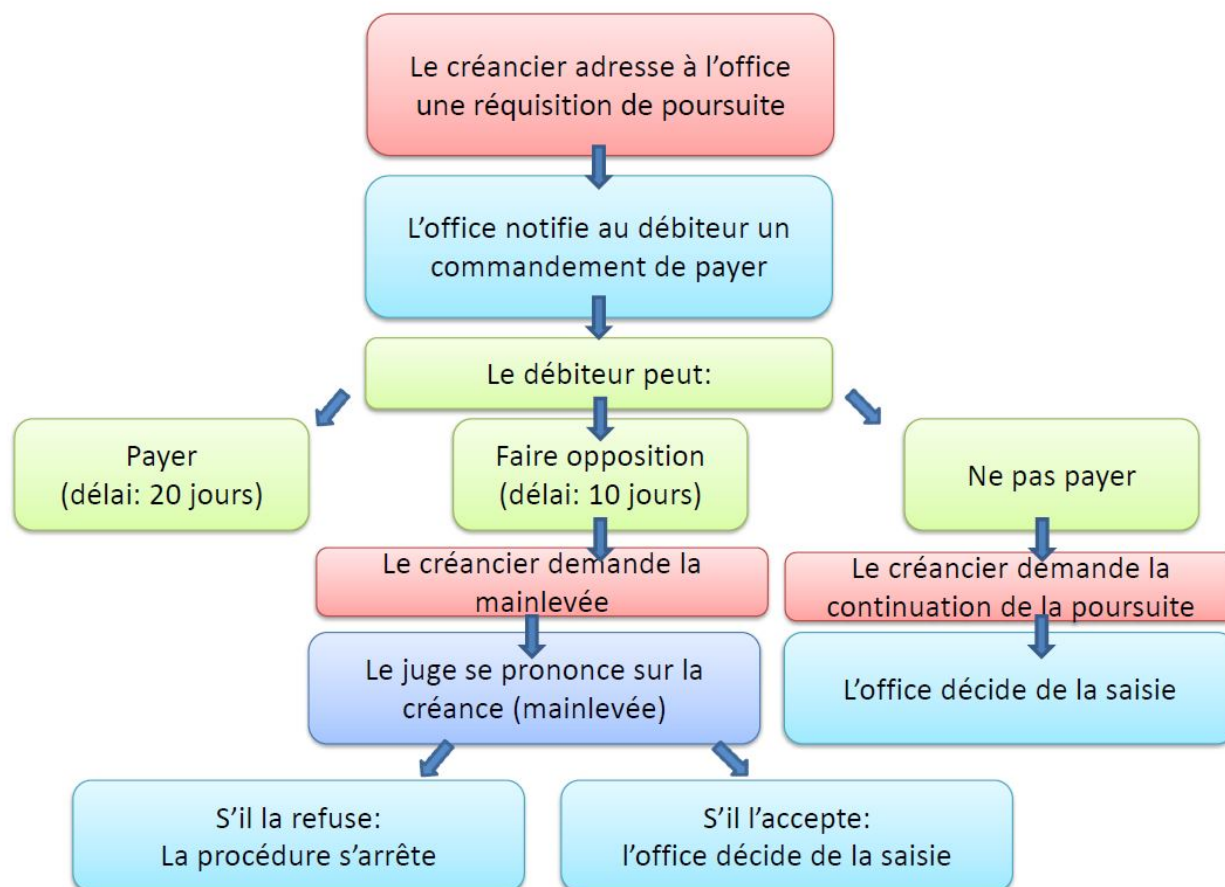 Le créancier adresse à l’office
une réquisition de poursuite
L’office notifie au débiteur un
commandement de payer
Le débiteur peut:
Payer
(délai: 20 jours)
Faire opposition
(délai: 10 jours)
Ne pas payer
Le créancier demande la
mainlevée
Le créancier demande la
continuation de la poursuite
Le juge se prononce sur la
créance (mainlevée)
L’office décide de la saisie
S’il la refuse:
La procédure s’arrête
S’il l’accepte:
l’office décide de la saisie